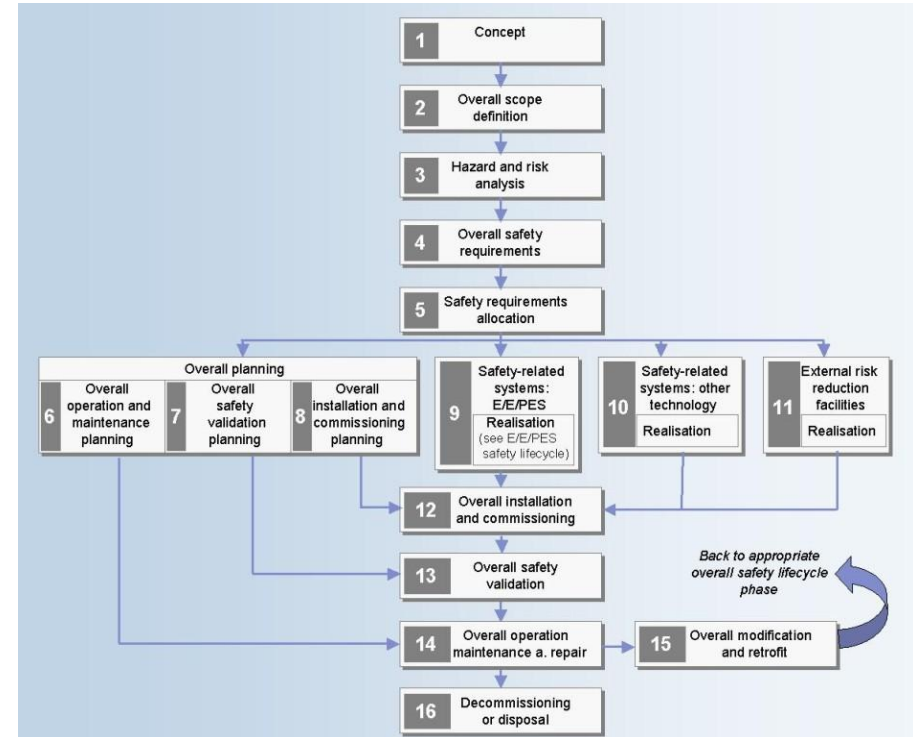 1
Concept
2
Overall scope
definition
3
Hazard and risk
analysis
4
Overall safety
requirements
5
Safety requirements
allocation
Overall planning
6
Overall
operation and
maintenance
planning
7
Overall
safety
validation
planning
8
Overall
installation and
commissioning
planning
9
Safety-related
systems:
E/E/PES
Realisation
(see E/E/PES
safety lifecycle)
10
Safety-related
systems: other
technology
Realisation
11
External risk
reduction
facilities
Realisation
12
Overall installation
and commissioning
13
Overall safety
validation
Back to appropriate
overall safety lifecycle
phase
14
Overall operation
maintenance a. repair
15
Overall modification
and retrofit
16
Decommissioning
or disposal